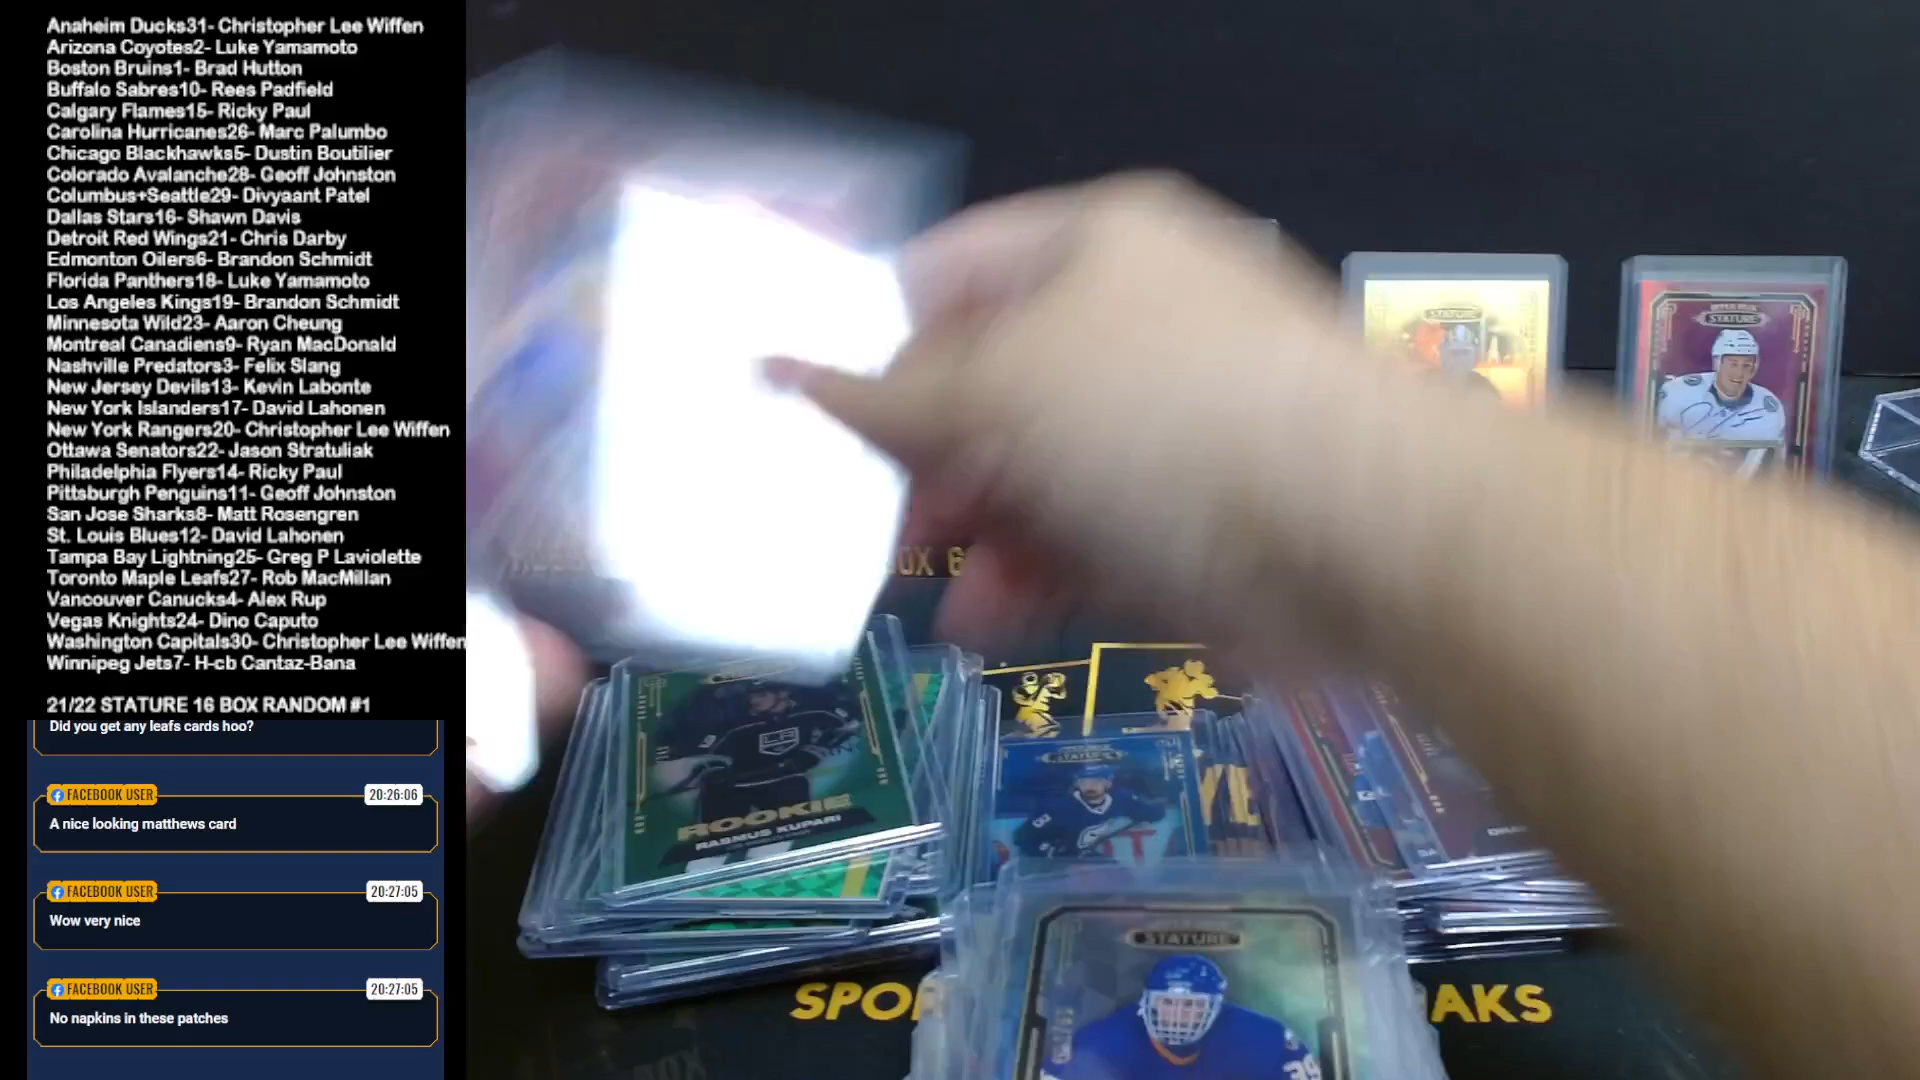 Anaheim Ducks31- Christopher Lee Wiffen
Arizona Coyotes2- Luke Yamamoto
Boston Bruins1- Brad Hutton
Buffalo Sabres10- Rees Padfield
Calgary Flames15- Ricky Paul
Carolina Hurricanes26- Marc Palumbo
Chicago Blackhawks5- Dustin Boutilier
Colorado Avalanche28- Geoff Johnston
Columbus+Seattle29- Divyaant Patel
Dallas Stars16- Shawn Davis
Detroit Red Wings21- Chris Darby
Edmonton Oilers6- Brandon Schmidt
Florida Panthers18- Luke Yamamoto
Los Angeles Kings19- Brandon Schmidt
Minnesota Wild23- Aaron Cheung
Montreal Canadiens9- Ryan MacDonald
Nashville Predators3- Felix Slang
New Jersey Devils13- Kevin Labonte
New York Islanders17- David Lahonen
New York Rangers20- Christopher Lee Wiffen
Ottawa Senators22- Jason Stratuliak
Philadelphia Flyers14- Ricky Paul
Pittsburgh Penguins11- Geoff Johnston
San Jose Sharks8- Matt Rosengren
St. Louis Blues12- David Lahonen
Tampa Bay Lightning25- Greg P Laviolette
Toronto Maple Leafs27- Rob MacMillan
Vancouver Canucks4- Alex Rup
Vegas Knights24- Dino Caputo
Washington Capitals30- Christopher Lee Wiffen
Winnipeg Jets7- H-cb Cantaz-Bana
21/22 STATURE 16 BOX RANDOM #1
Did you get any leafs cards hoo?
FACEBOOK USER 20:26:06
A nice looking matthews card
FACEBOOK USER 20:27:05
Wow very nice
FACEBOOK USER 20:27:05
No napkins in these patches
STATURE
UPPER DECK
STATURE
OX 6
ROOKIE
RASMUS KUPARI
STATURE
STATURE
SPO
AKS
BOX